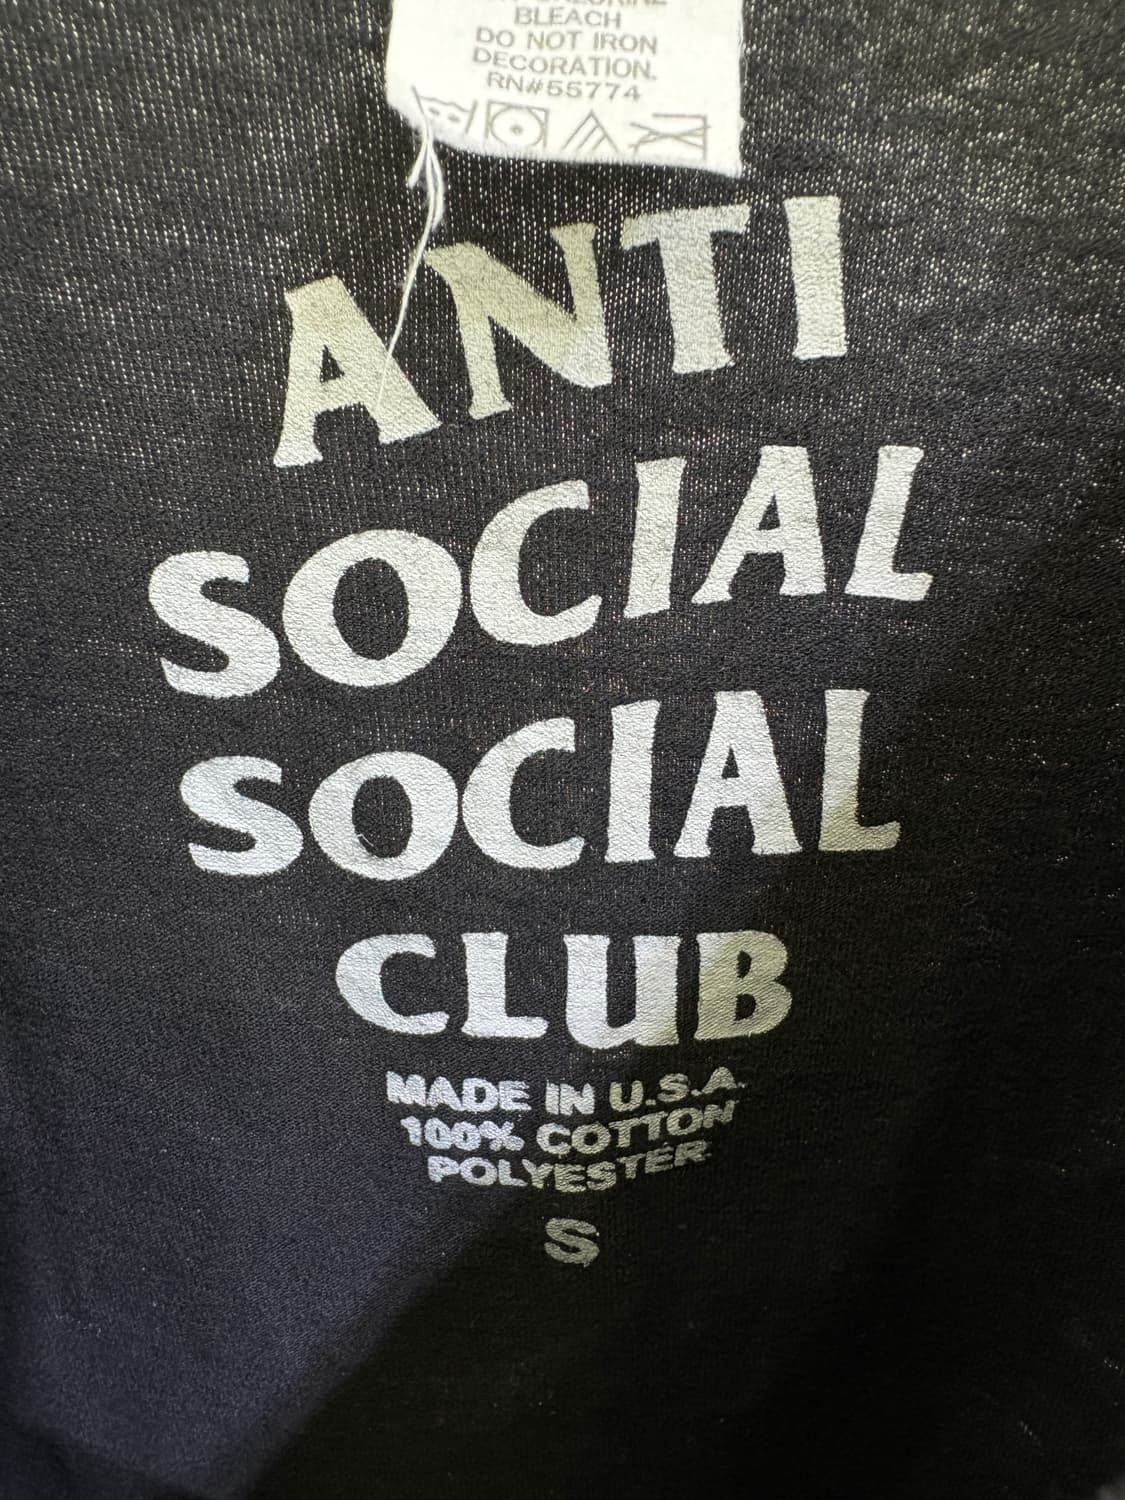 BLEACH
DO NOT IRON
DECORATION.
RN#55774
ANTI
SOCIAL
SOCIAL
CLUB
MADE IN U.S.A.
100% COTTON
POLYESTER
S